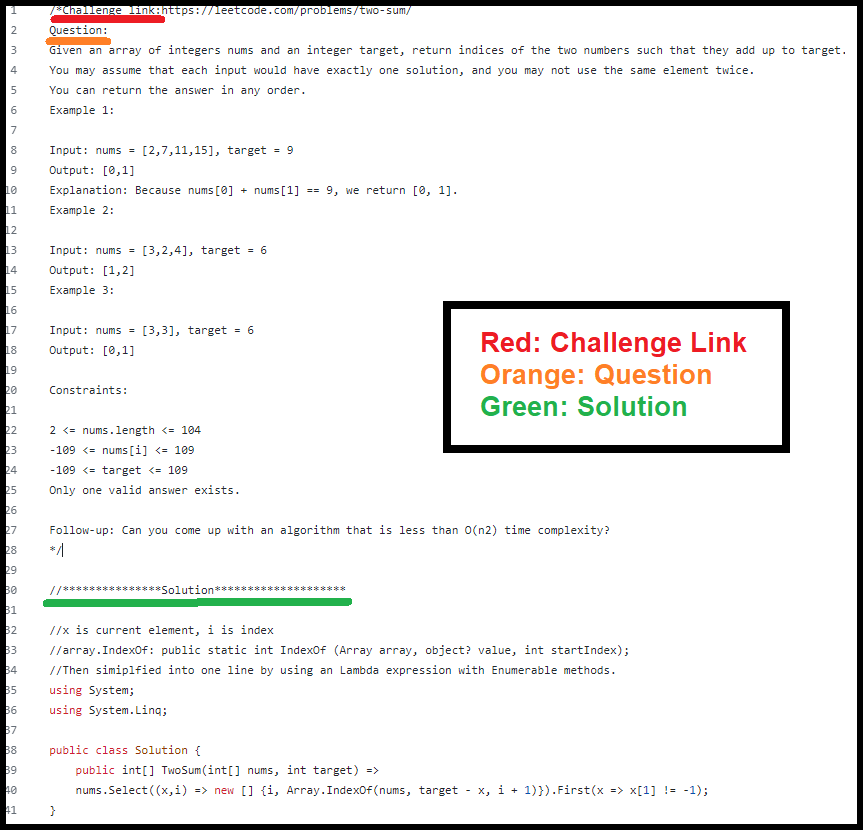 1 /*Challenge link:https://leetcode.com/problems/two-sum/
2 Question:
3 Given an array of integers nums and an integer target, return indices of the two numbers such that they add up to target.
4 You may assume that each input would have exactly one solution, and you may not use the same element twice.
5 You can return the answer in any order.
6 Example 1:
7
8 Input: nums = [2,7,11,15], target = 9
9 Output: [0,1]
10 Explanation: Because nums[0] + nums[1] == 9, we return [0, 1].
11 Example 2:
12
13 Input: nums = [3,2,4], target = 6
14 Output: [1,2]
15 Example 3:
16
17 Input: nums = [3,3], target = 6
18 Output: [0,1]
19
20 Constraints:
21
22 2 <= nums.length <= 104
23 -109 <= nums[i] <= 109
24 -109 <= target <= 109
25 Only one valid answer exists.
26
27 Follow-up: Can you come up with an algorithm that is less than O(n2) time complexity?
28 */
29
30 //***************Solution********************
31
32 //x is current element, i is index
33 //array.IndexOf: public static int IndexOf (Array array, object? value, int startIndex);
34 //Then simiplfied into one line by using an Lambda expression with Enumerable methods.
35 using System;
36 using System.Linq;
37
38 public class Solution {
39 public int[] TwoSum(int[] nums, int target) =>
40 nums.Select((x,i) => new [] {i, Array.IndexOf(nums, target - x, i + 1)}).First(x => x[1] != -1);
41 }
Red: Challenge Link
Orange: Question
Green: Solution